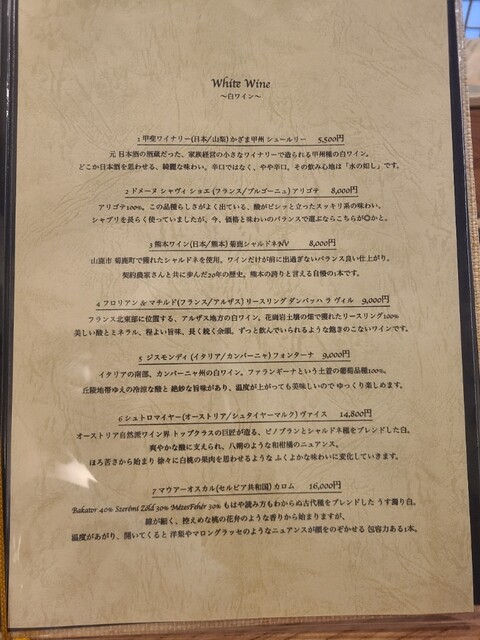 White Wine
～白ワイン～
1 甲斐ワイナリー(日本/山梨) かざま甲州 シュールリー 5,500円
元 日本酒の酒蔵だった、家族経営の小さなワイナリーで造られる甲州種の白ワイン。
どこか日本酒を思わせる、綺麗な味わい。辛口ではなく、やや辛口。その飲み心地は「水の如し」です。
2 ドメーヌ シャヴィ ショエ (フランス/ブルゴーニュ) アリゴテ 8,000円
アリゴテ100%。この品種らしさがよく出ている、酸がピシッと立ったスッキリ系の味わい。
シャブリを長らく使っていましたが、今、価格と味わいのバランスで選ぶならこちらが◎かと。
3 熊本ワイン(日本/熊本) 菊鹿シャルドネNV 8,000円
山鹿市 菊鹿町で獲れたシャルドネを使用。ワインだけが前に出過ぎないバランス良い仕上がり。
契約農家さんと共に歩んだ20年の歴史。熊本の誇りと言える自慢の1本です。
4 フロリアン & マチルド(フランス/アルザス) リースリング ダンバッハ ラ ヴィル 9,000円
フランス北東部に位置する、アルザス地方の白ワイン。花崗岩土壌の畑で獲れたリースリング100%
美しい酸とミネラル、程よい旨味、長く続く余韻。ずっと飲んでいられるような飽きのこないワインです。
5 ジスモンディ (イタリア/カンパーニャ) フォンターナ 9,000円
イタリアの南部、カンパーニャ州の白ワイン。ファランギーナという土着の葡萄品種100%。
丘陵地帯ゆえの冷涼な酸と 絶妙な旨味があり、温度が上がっても美味しいので ゆっくり楽しめます。
6 シュトロマイヤー(オーストリア/シュタイヤーマルク) ヴァイス 14,800円
オーストリア自然派ワイン界 トップクラスの巨匠が造る、ピノブランとシャルドネ種をブレンドした白。
爽やかな酸に支えられ、八朔のような和柑橘のニュアンス。
ほろ苦さから始まり 徐々に白桃の果肉を思わせるような ふくよかな味わいに変化していきます。
7 マウアーオスカル(セルビア共和国) カロム 16,000円
Bakator 40% Szerémi Zöld 30% MézesFehér 30% もはや読み方もわからぬ古代種をブレンドした うす濁り白。
線が細く、控えめな桃の花弁のような香りから始まりますが、
温度があがり、開いてくると 洋梨やマロングラッセのようなニュアンスが顔をのぞかせる 包容力ある1本。